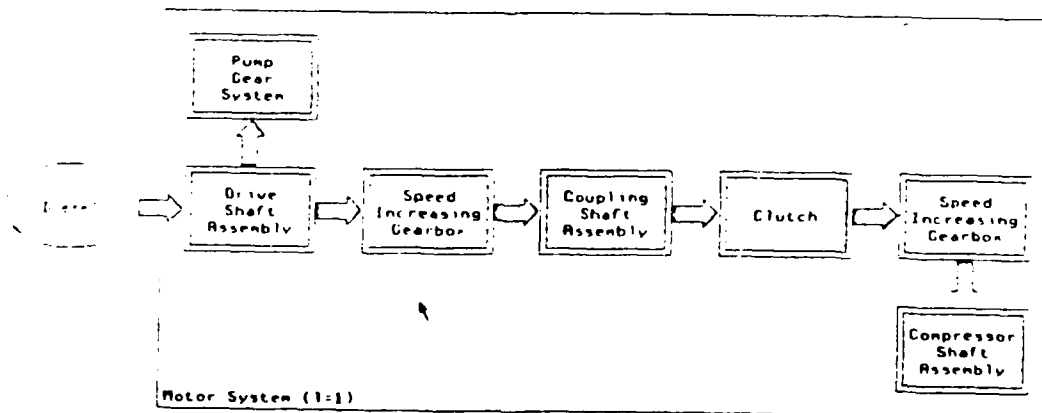 Pump
Gear
System
Drive
Shaft
Assembly
Speed
Increasing
Gearbox
Coupling
Shaft
Assembly
Clutch
Speed
Increasing
Gearbox
Compressor
Shaft
Assembly
Motor System (1=1)